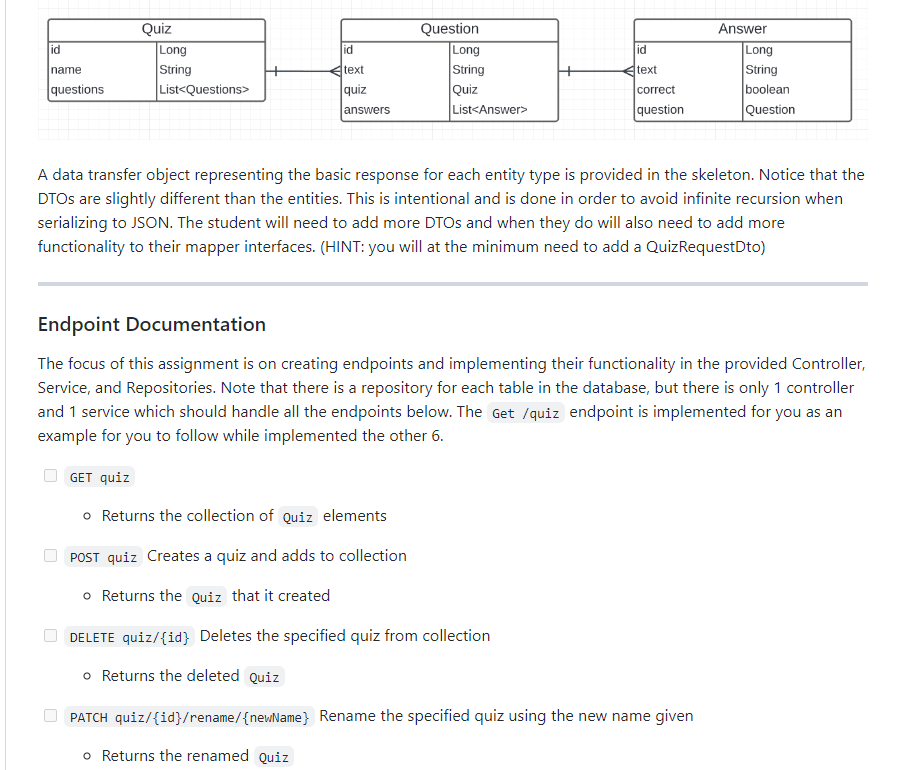 Quiz
id Long
name String
questions List<Questions>
Question
id Long
text String
quiz Quiz
answers List<Answer>
Answer
id Long
text String
correct boolean
question Question
A data transfer object representing the basic response for each entity type is provided in the skeleton. Notice that the
DTOs are slightly different than the entities. This is intentional and is done in order to avoid infinite recursion when
serializing to JSON. The student will need to add more DTOs and when they do will also need to add more
functionality to their mapper interfaces. (HINT: you will at the minimum need to add a QuizRequestDto)
Endpoint Documentation
The focus of this assignment is on creating endpoints and implementing their functionality in the provided Controller,
Service, and Repositories. Note that there is a repository for each table in the database, but there is only 1 controller
and 1 service which should handle all the endpoints below. The Get /quiz endpoint is implemented for you as an
example for you to follow while implemented the other 6.
GET quiz
Returns the collection of Quiz elements
POST quiz Creates a quiz and adds to collection
Returns the Quiz that it created
DELETE quiz/{id} Deletes the specified quiz from collection
Returns the deleted Quiz
PATCH quiz/{id}/rename/{newName} Rename the specified quiz using the new name given
Returns the renamed Quiz